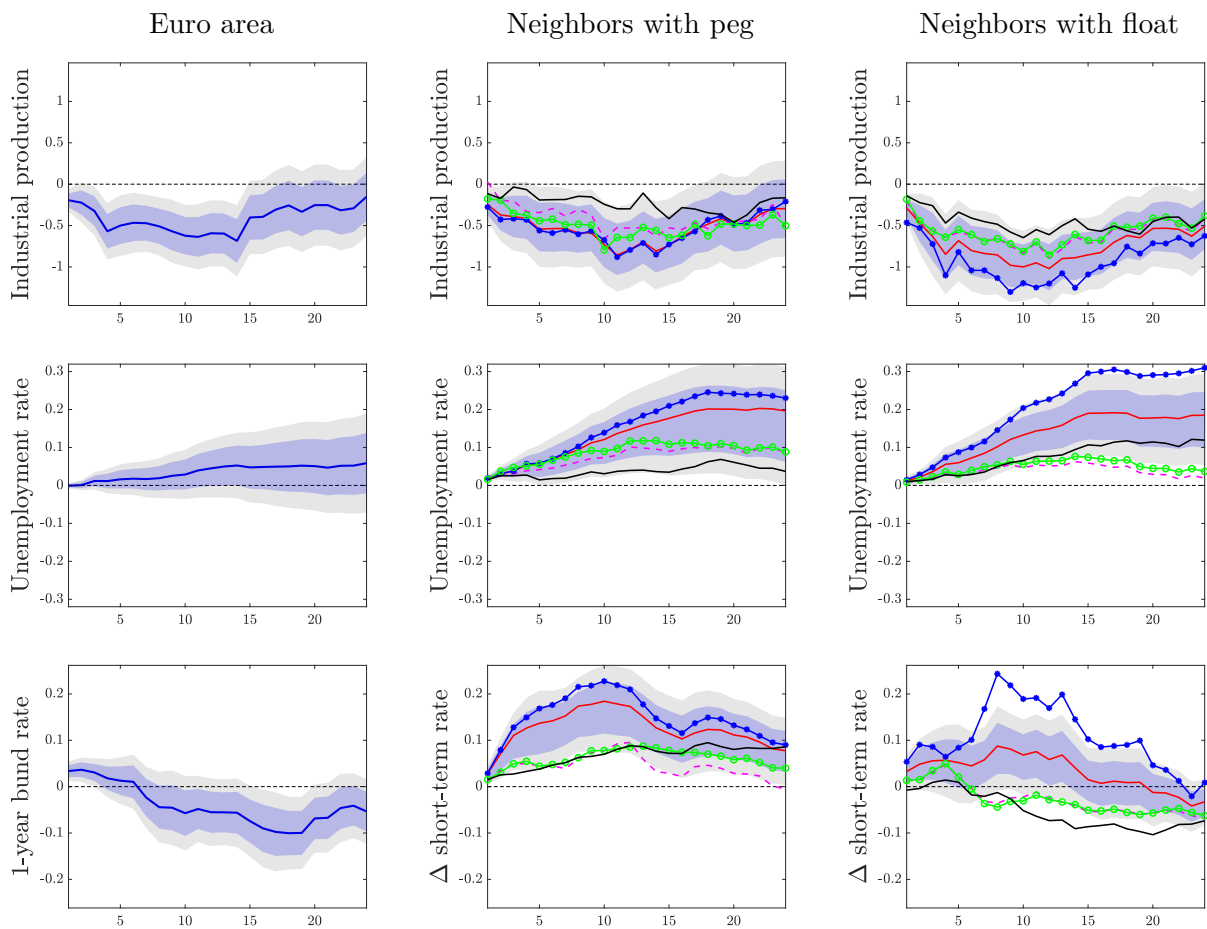 Euro area
Neighbors with peg
Neighbors with float
Industrial production
1
0.5
0
-0.5
-1
5 10 15 20
Industrial production
1
0.5
0
-0.5
-1
5 10 15 20
Industrial production
1
0.5
0
-0.5
-1
5 10 15 20
Unemployment rate
0.3
0.2
0.1
0
-0.1
-0.2
-0.3
5 10 15 20
Unemployment rate
0.3
0.2
0.1
0
-0.1
-0.2
-0.3
5 10 15 20
Unemployment rate
0.3
0.2
0.1
0
-0.1
-0.2
-0.3
5 10 15 20
1-year bund rate
0.2
0.1
0
-0.1
-0.2
5 10 15 20
Δ short-term rate
0.2
0.1
0
-0.1
-0.2
5 10 15 20
Δ short-term rate
0.2
0.1
0
-0.1
-0.2
5 10 15 20